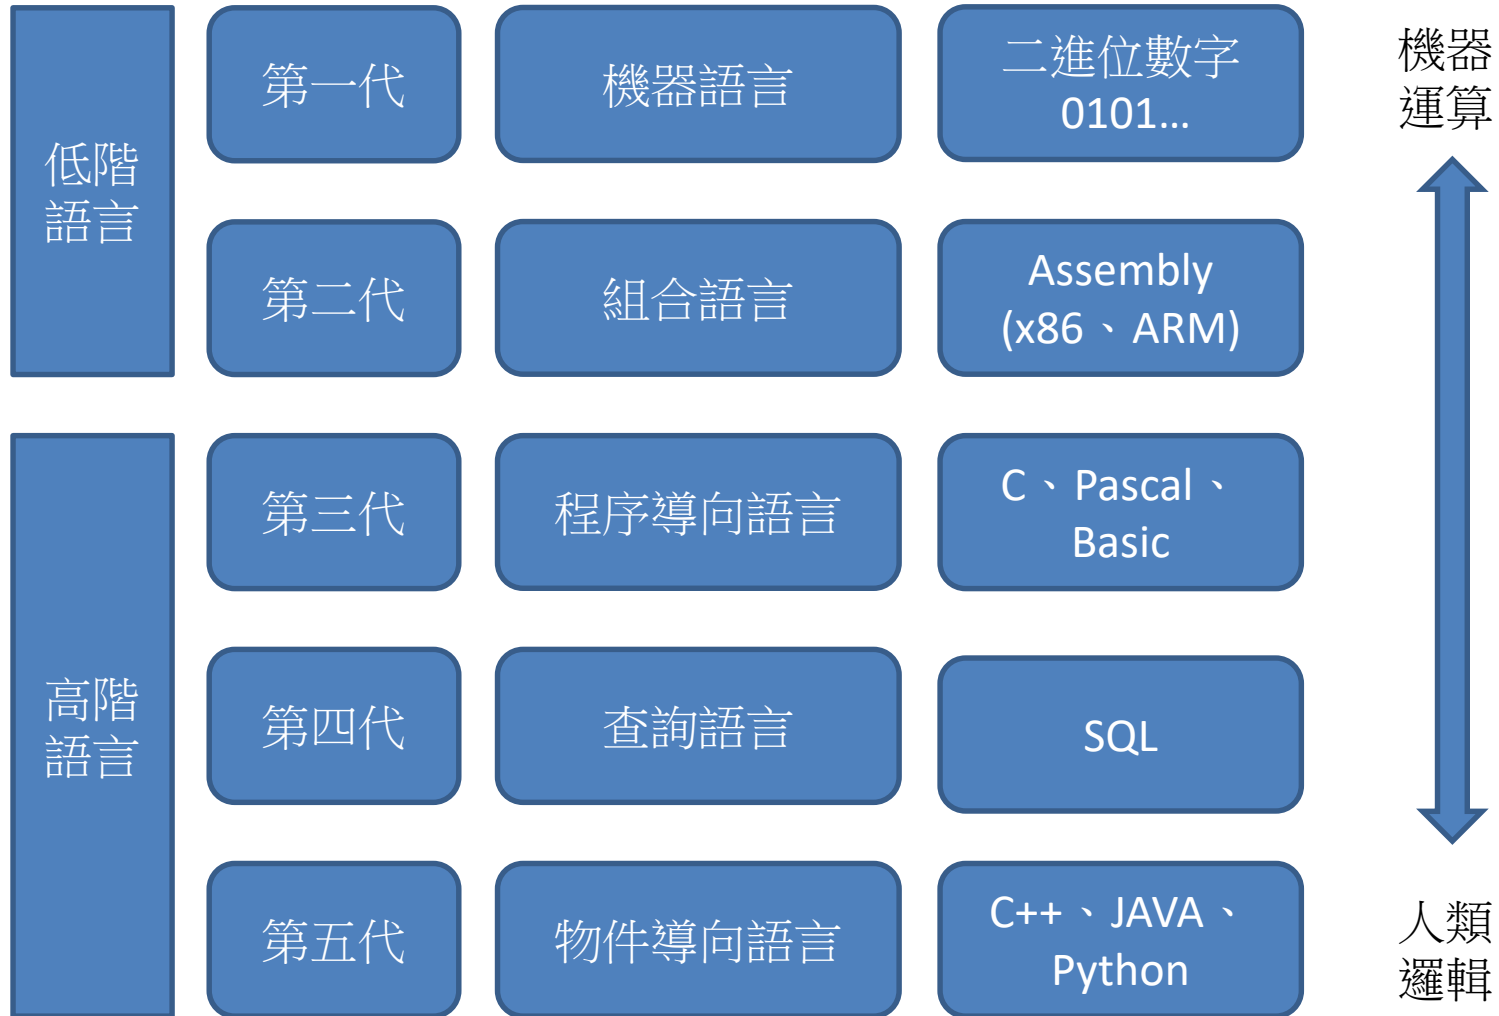 低階
語言
第一代
機器語言
二進位數字
0101…
第二代
組合語言
Assembly
(x86、ARM)
高階
語言
第三代
程序導向語言
C、Pascal、
Basic
第四代
查詢語言
SQL
第五代
物件導向語言
C++、JAVA、
Python
機器
運算
人類
邏輯